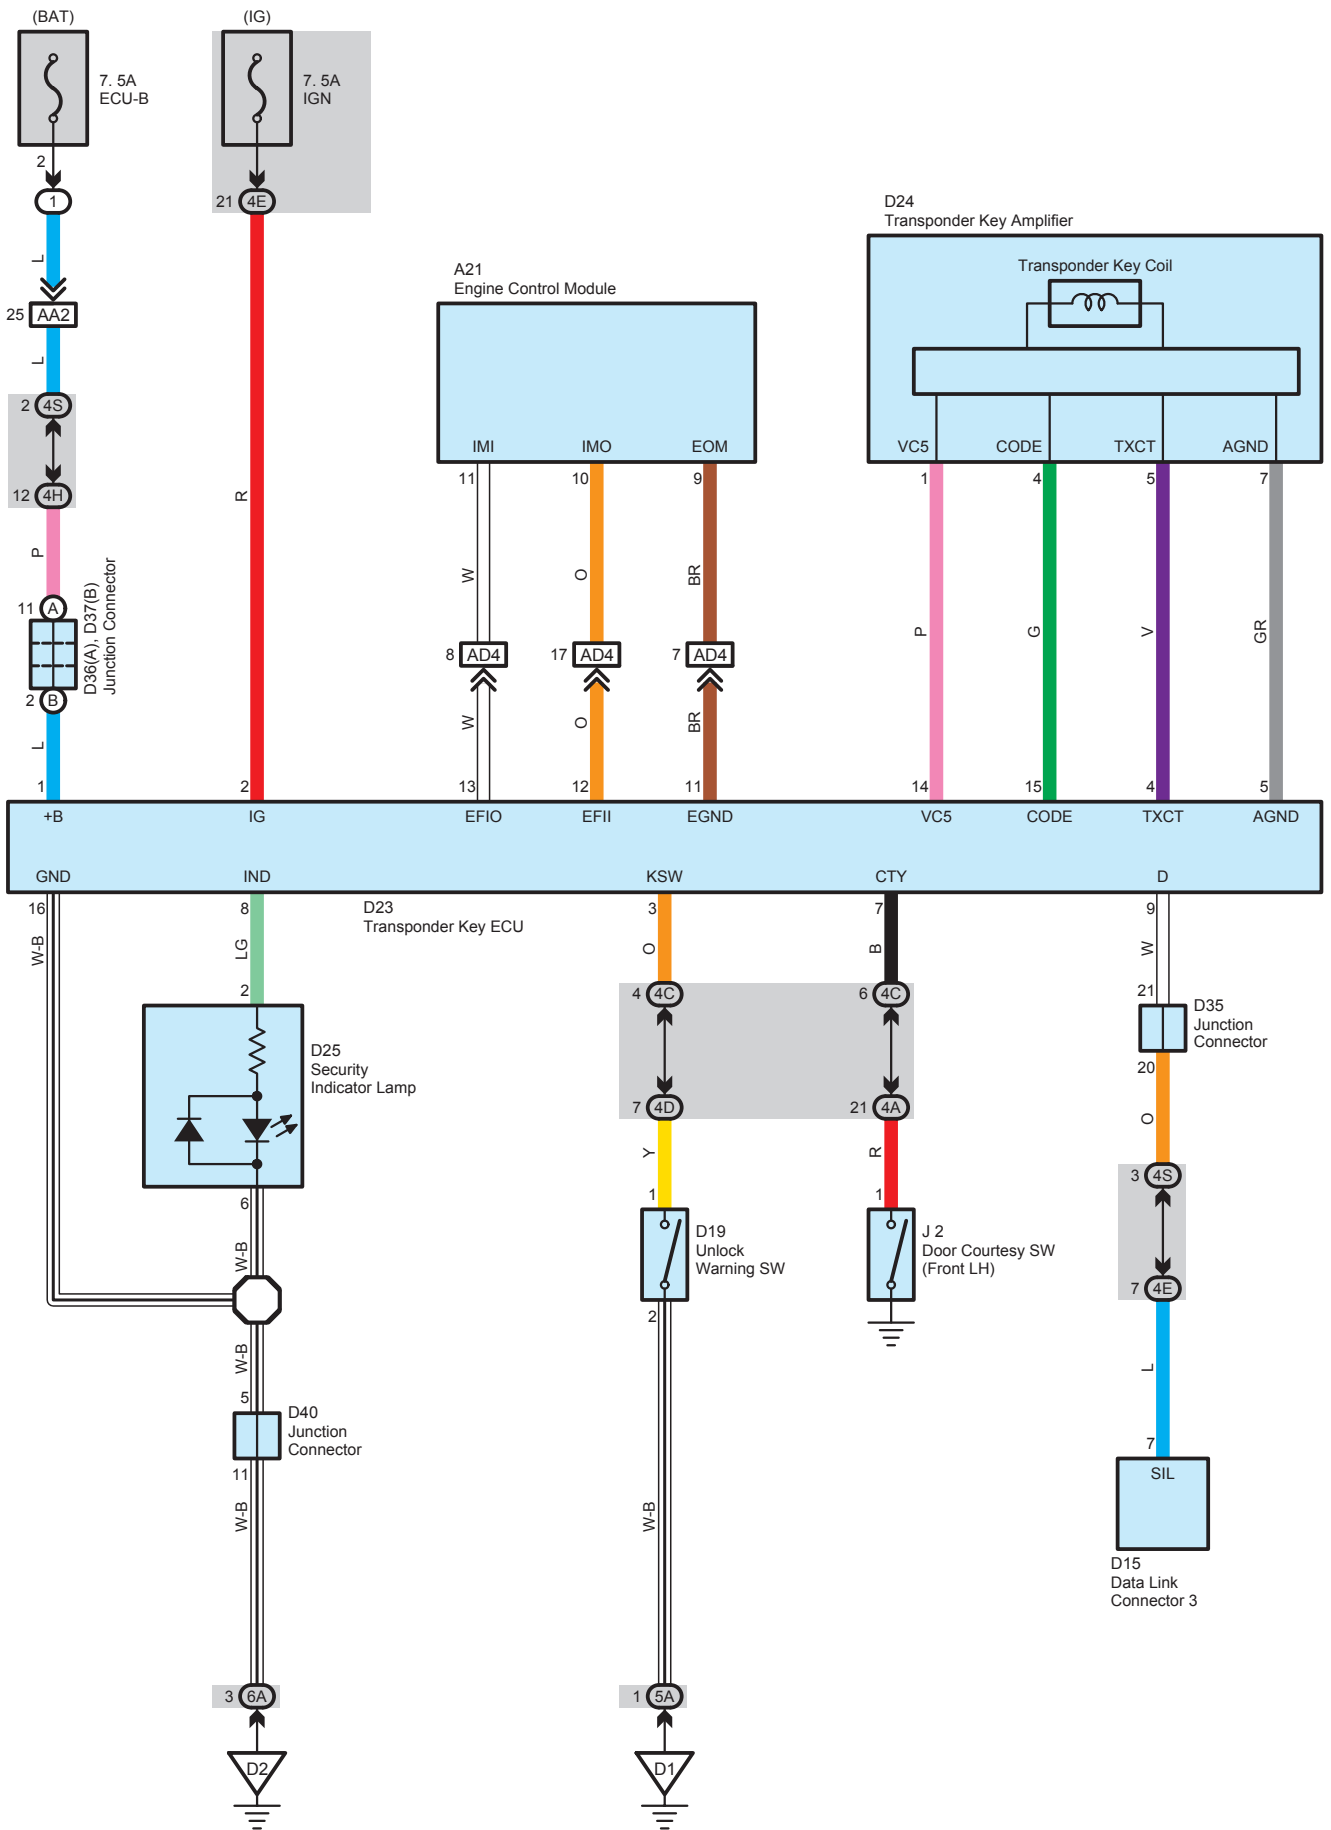 (BAT)
(IG)
7. 5A
ECU-B
7. 5A
IGN
2
1
21 4E
L
25 AA2
L
2 4S
12 4H
P
11 A
D36(A), D37(B)
Junction Connector
2 B
L
1
R
2
A21
Engine Control Module
IMI IMO EOM
11 10 9
W O BR
8 AD4 17 AD4 7 AD4
W O BR
13 12 11
D24
Transponder Key Amplifier
Transponder Key Coil
VC5 CODE TXCT AGND
1 4 5 7
P G V GR
14 15 4 5
+B IG EFIO EFII EGND VC5 CODE TXCT AGND
GND IND KSW CTY D
D23
Transponder Key ECU
16 8 3 7 9
W-B LG O B W
2
D25
Security
Indicator Lamp
6
W-B
W-B
5
D40
Junction
Connector
11
W-B
3 6A
D2
4 4C
7 4D
Y
1
D19
Unlock
Warning SW
2
W-B
1 5A
D1
6 4C
21 4A
R
1
J 2
Door Courtesy SW
(Front LH)
21
D35
Junction
Connector
20
O
3 4S
7 4E
L
7
SIL
D15
Data Link
Connector 3